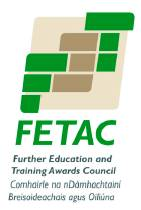 FETAC
Further Education and
Training Awards Council
Comhairle na nDámhachtainí
Breisoideachais agus Oiliúna